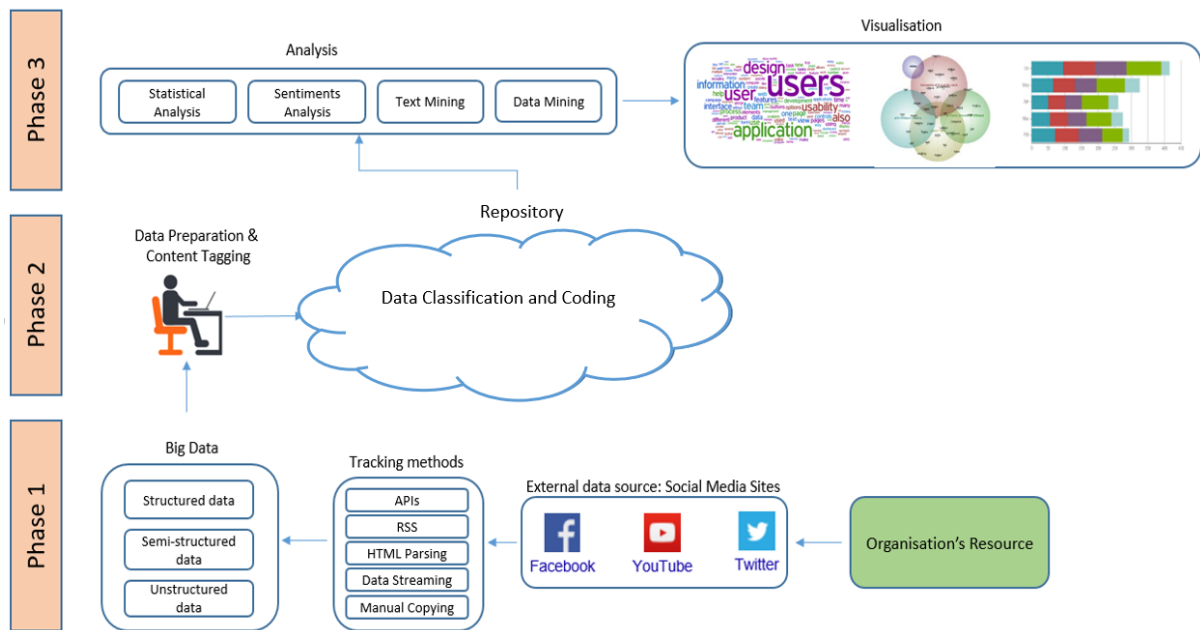 Phase 3
Analysis
Statistical
Analysis
Sentiments
Analysis
Text Mining
Data Mining
Visualisation
design
users
information
user
interface
team
usability
also
application
Phase 2
Data Preparation &
Content Tagging
Repository
Data Classification and Coding
Phase 1
Big Data
Structured data
Semi-structured
data
Unstructured
data
Tracking methods
APIs
RSS
HTML Parsing
Data Streaming
Manual Copying
External data source: Social Media Sites
Facebook
YouTube
Twitter
Organisation's Resource